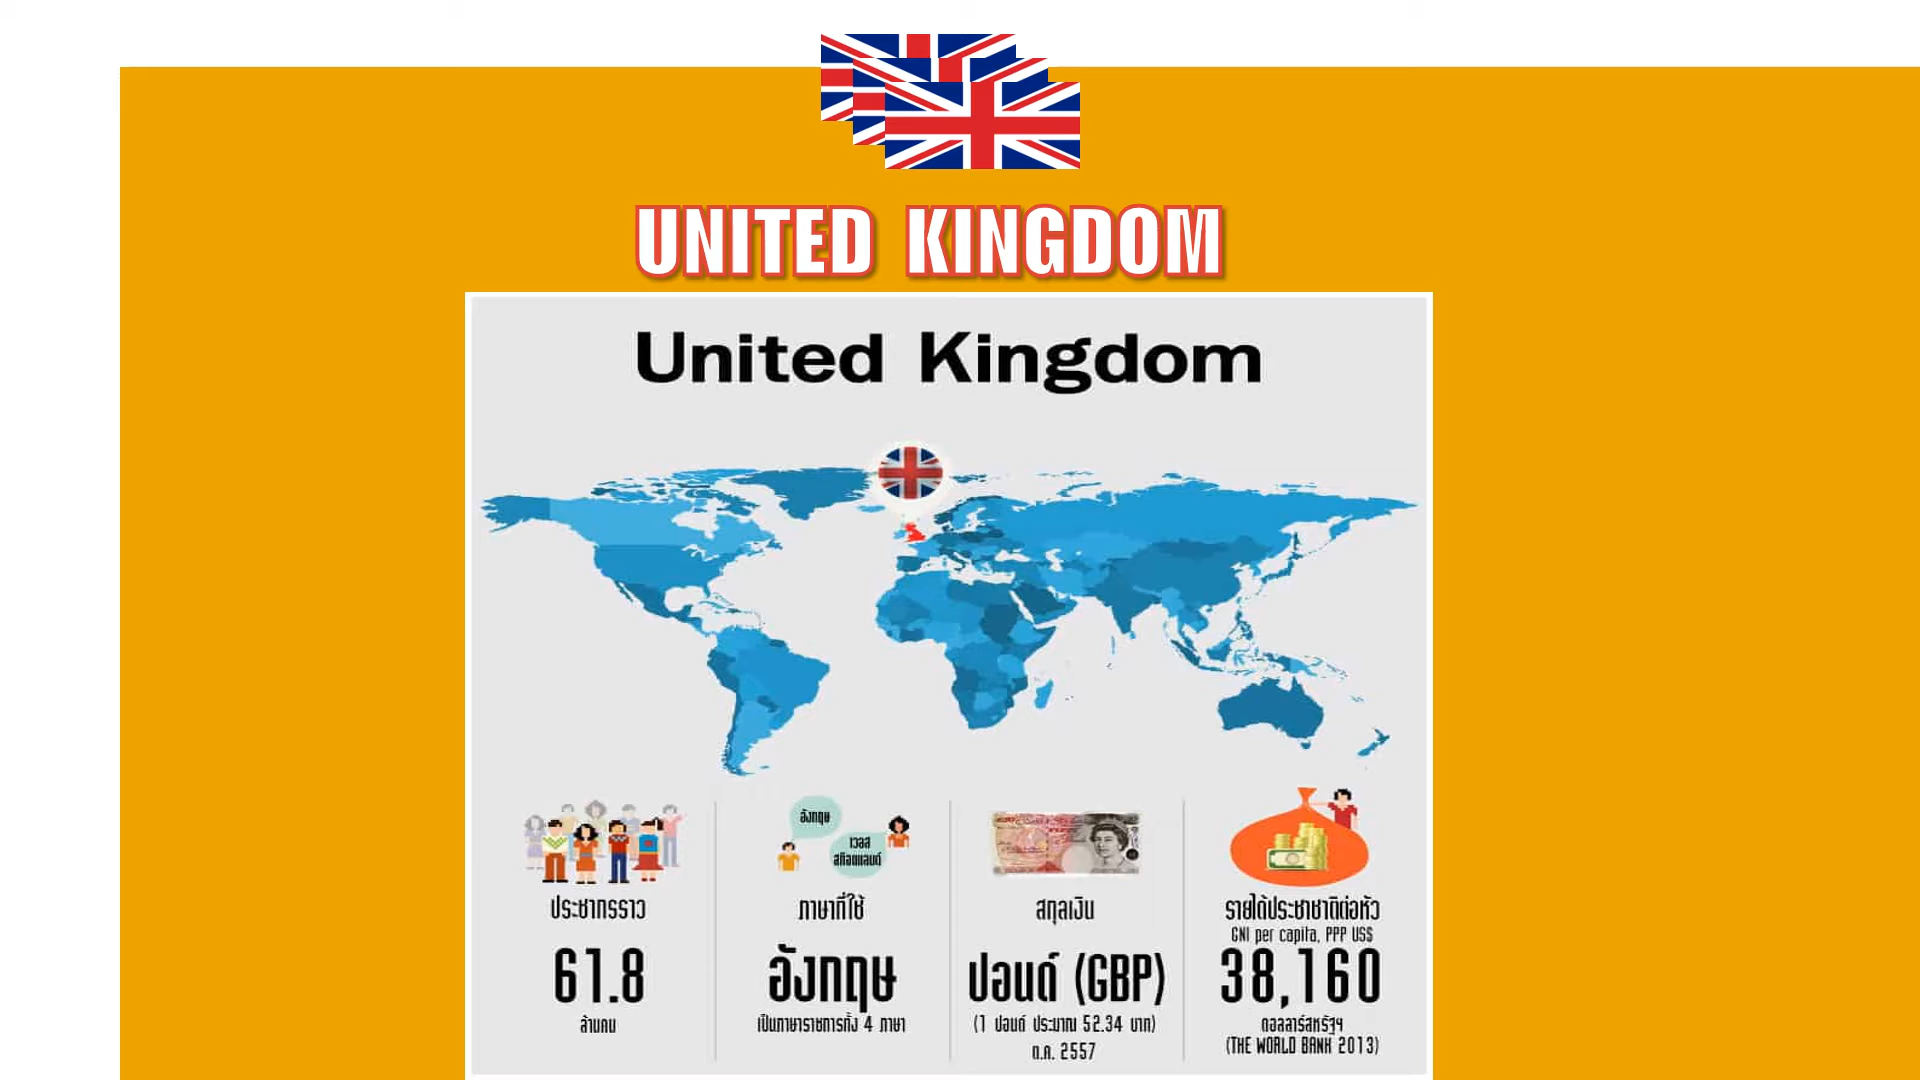 UNITED KINGDOM
United Kingdom
อังกฤษ
เวลส์
สก๊อตแลนด์
ประชากรราว
61.8
ล้านคน
ภาษาที่ใช้
อังกฤษ
เป็นภาษาราชการทั้ง 4 ภาษา
สกุลเงิน
ปอนด์ (GBP)
(1 ปอนด์ ประมาณ 52.34 บาท)
ต.ค. 2557
รายได้ประชาชาติต่อหัว
GNI per capita, PPP US$
38,160
ดอลลาร์สหรัฐฯ
(THE WORLD BANK 2013)